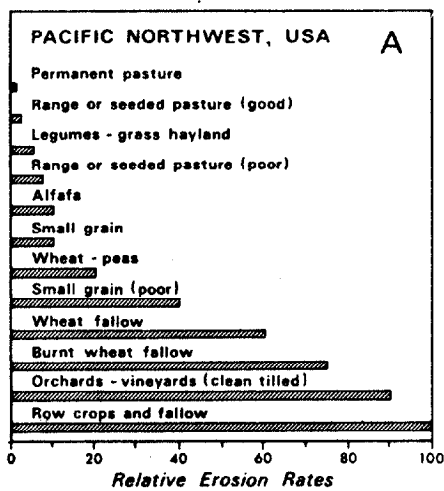 PACIFIC NORTHWEST, USA A
Permanent pasture
Range or seeded pasture (good)
Legumes - grass hayland
Range or seeded pasture (poor)
Alfafa
Small grain
Wheat - peas
Small grain (poor)
Wheat fallow
Burnt wheat fallow
Orchards - vineyards (clean tilled)
Row crops and fallow
0 20 40 60 80 100
Relative Erosion Rates